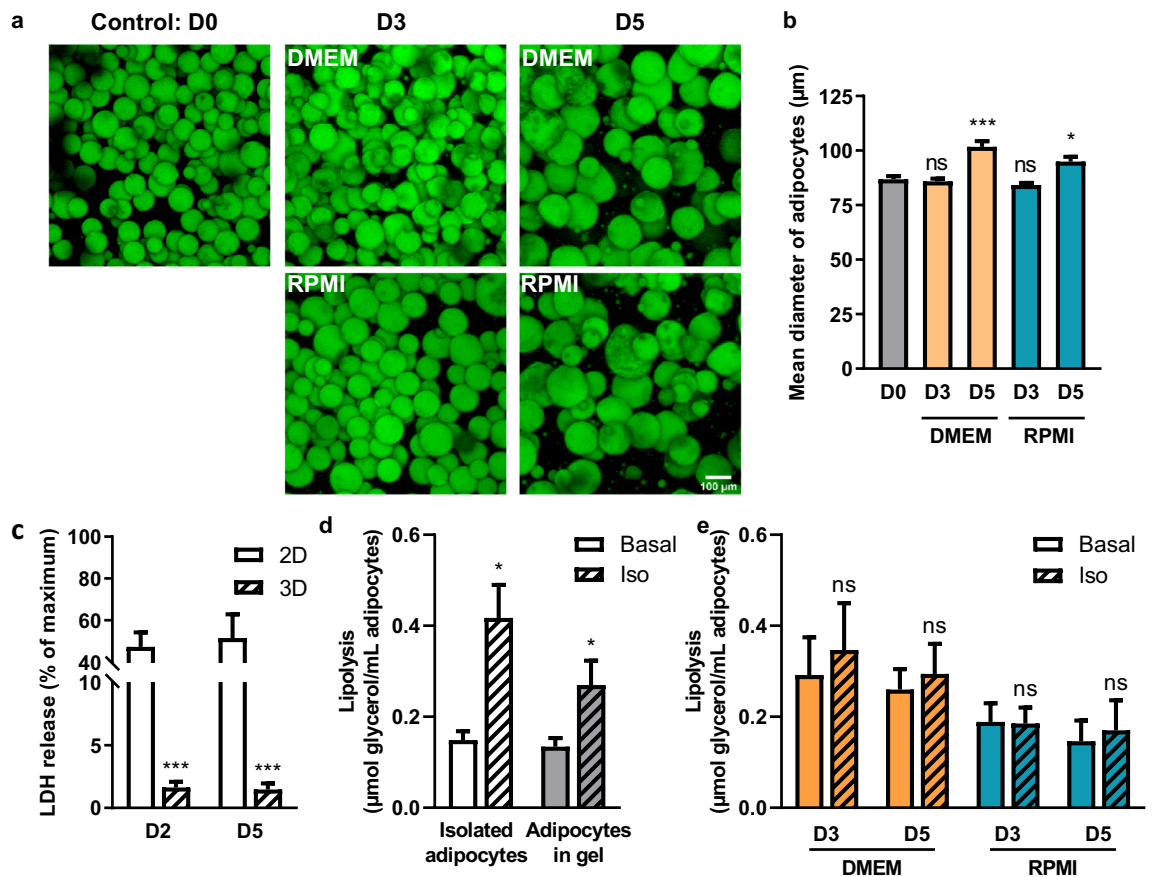 a
Control: D0
D3
D5
DMEM
DMEM
RPMI
RPMI
100 µm
b
Mean diameter of adipocytes (µm)
125
100
75
50
25
0
ns
***
ns
*
D0
D3
D5
D3
D5
DMEM
RPMI
c
LDH release (% of maximum)
100
80
60
40
10
5
0
2D
3D
***
***
D2
D5
d
Lipolysis
(µmol glycerol/mL adipocytes)
0.6
0.4
0.2
0.0
Basal
Iso
*
*
Isolated
adipocytes
Adipocytes
in gel
e
Lipolysis
(µmol glycerol/mL adipocytes)
0.6
0.4
0.2
0.0
Basal
Iso
ns
ns
ns
ns
D3
D5
D3
D5
DMEM
RPMI